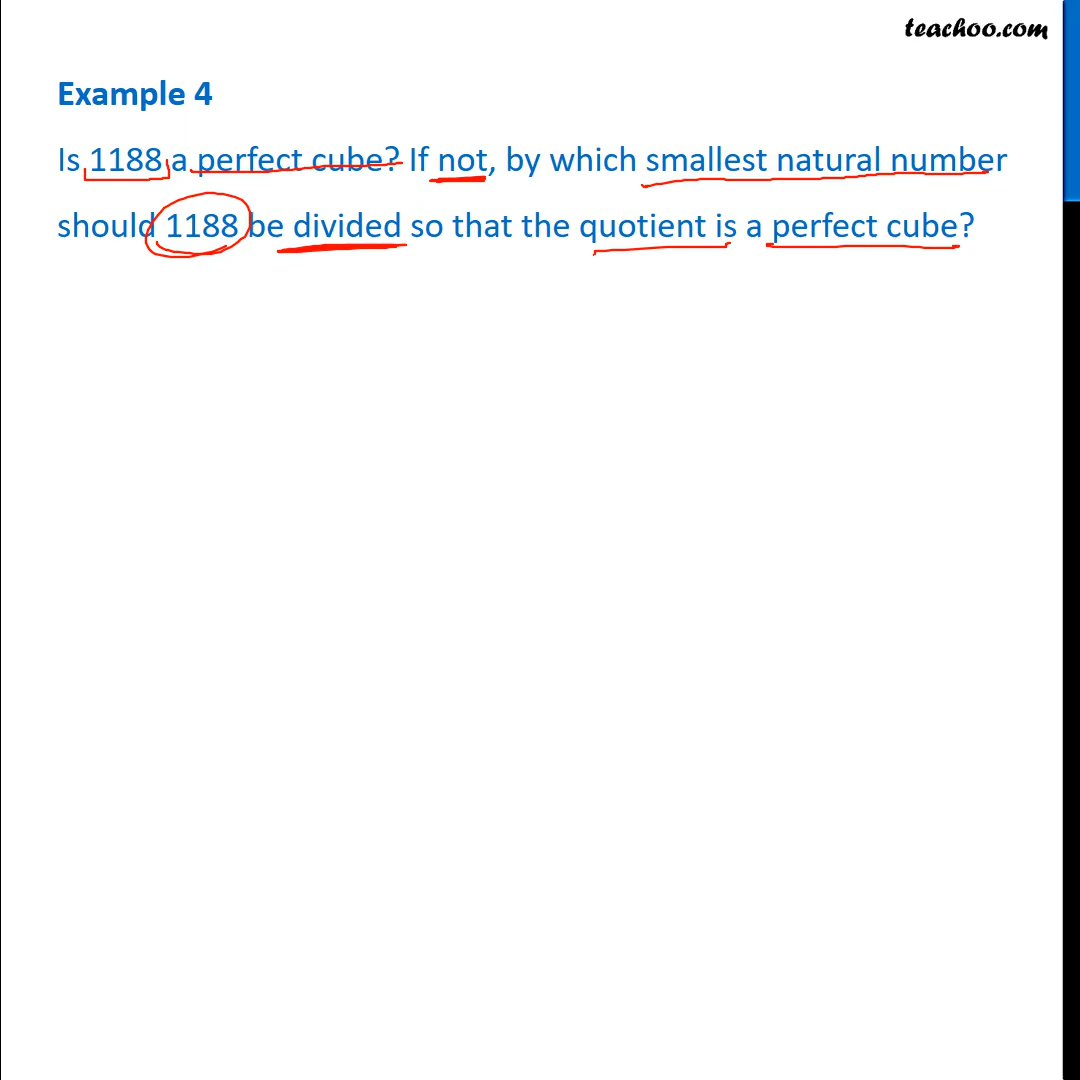 teachoo.com
Example 4
Is 1188 a perfect cube? If not, by which smallest natural number
should 1188 be divided so that the quotient is a perfect cube?